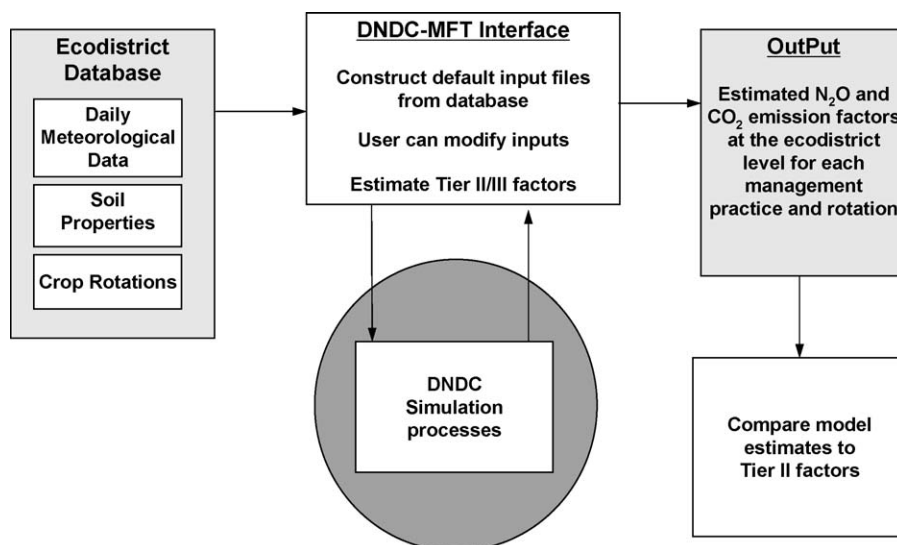 Ecodistrict
Database
Daily
Meteorological
Data
Soil
Properties
Crop Rotations
DNDC-MFT Interface
Construct default input files
from database
User can modify inputs
Estimate Tier II/III factors
DNDC
Simulation
processes
OutPut
Estimated N₂O and
CO₂ emission factors
at the ecodistrict
level for each
management
practice and rotation
Compare model
estimates to
Tier II factors